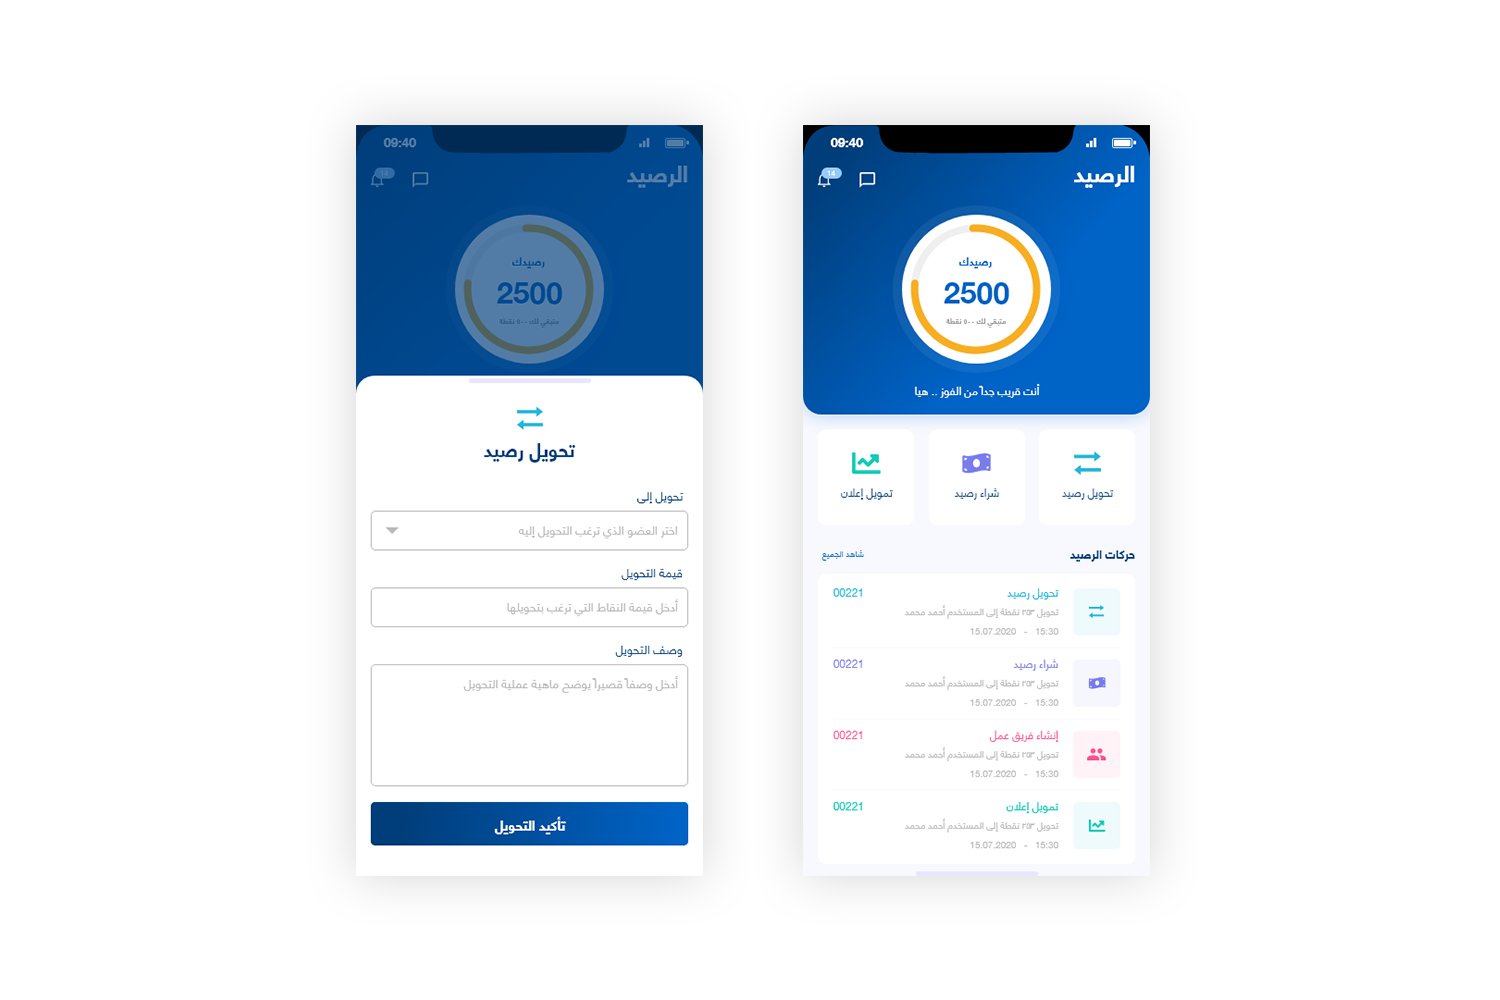 09:40
الرصيد
14
رصيدك
2500
متبقي لك ٥٠٠ نقطة
أنت قريب جداً من الفوز .. هيا
تحويل رصيد
شراء رصيد
تمويل إعلان
حركات الرصيد
شاهد الجميع
تحويل رصيد
00221
تحويل ٢٥٣ نقطة إلى المستخدم أحمد محمد
15:30 - 15.07.2020
شراء رصيد
00221
تحويل ٢٥٣ نقطة إلى المستخدم أحمد محمد
15:30 - 15.07.2020
إنشاء فريق عمل
00221
تحويل ٢٥٣ نقطة إلى المستخدم أحمد محمد
15:30 - 15.07.2020
تمويل إعلان
00221
تحويل ٢٥٣ نقطة إلى المستخدم أحمد محمد
15:30 - 15.07.2020
09:40
الرصيد
14
رصيدك
2500
متبقي لك ٥٠٠ نقطة
تحويل رصيد
تحويل إلى
اختر العضو الذي ترغب التحويل إليه
قيمة التحويل
أدخل قيمة النقاط التي ترغب بتحويلها
وصف التحويل
أدخل وصفاً قصيراً يوضح ماهية عملية التحويل
تأكيد التحويل